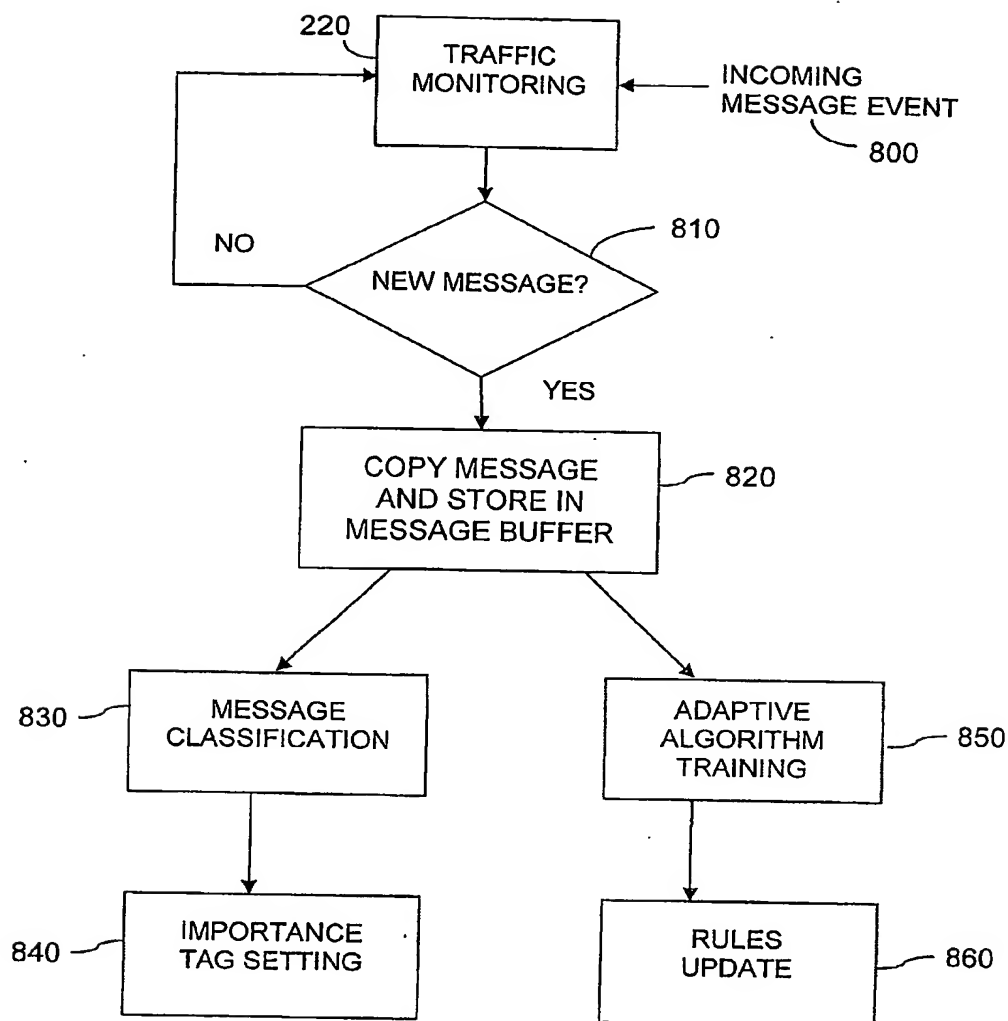 220
TRAFFIC
MONITORING
INCOMING
MESSAGE EVENT
800
NO
810
NEW MESSAGE?
YES
COPY MESSAGE
AND STORE IN
MESSAGE BUFFER
820
830
MESSAGE
CLASSIFICATION
ADAPTIVE
ALGORITHM
TRAINING
850
840
IMPORTANCE
TAG SETTING
RULES
UPDATE
860